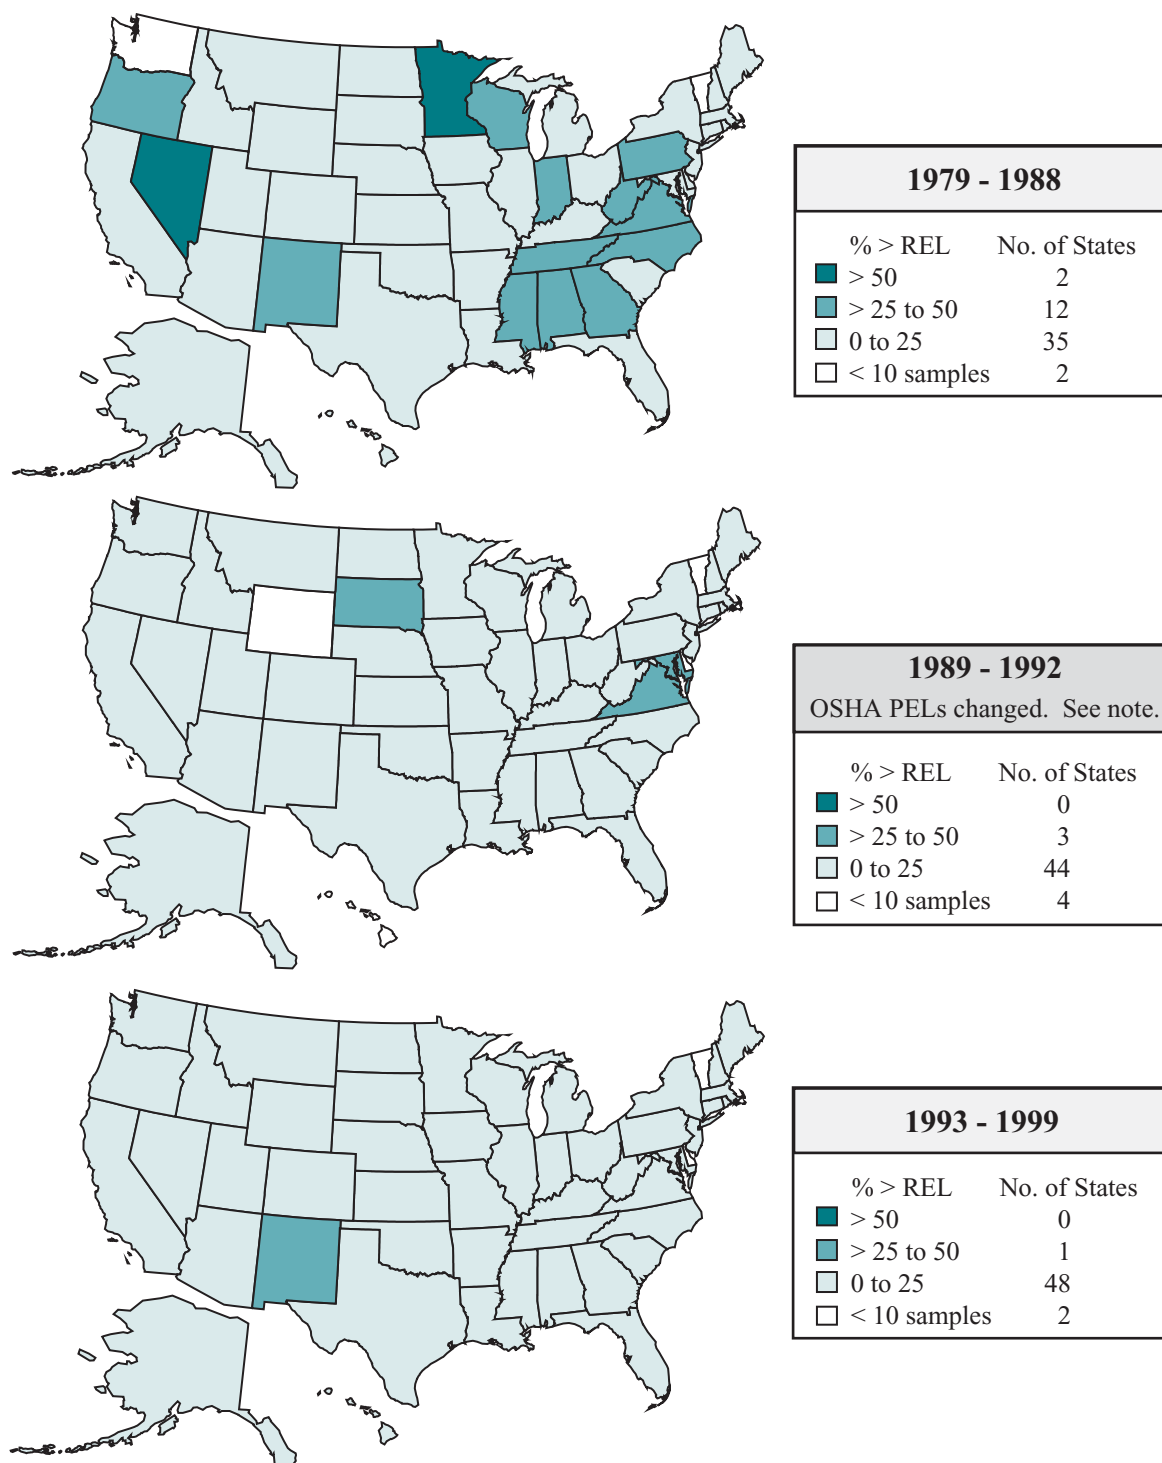 1979 - 1988
% > REL No. of States
> 50 2
> 25 to 50 12
0 to 25 35
< 10 samples 2
1989 - 1992
OSHA PELs changed. See note.
% > REL No. of States
> 50 0
> 25 to 50 3
0 to 25 44
< 10 samples 4
1993 - 1999
% > REL No. of States
> 50 0
> 25 to 50 1
0 to 25 48
< 10 samples 2